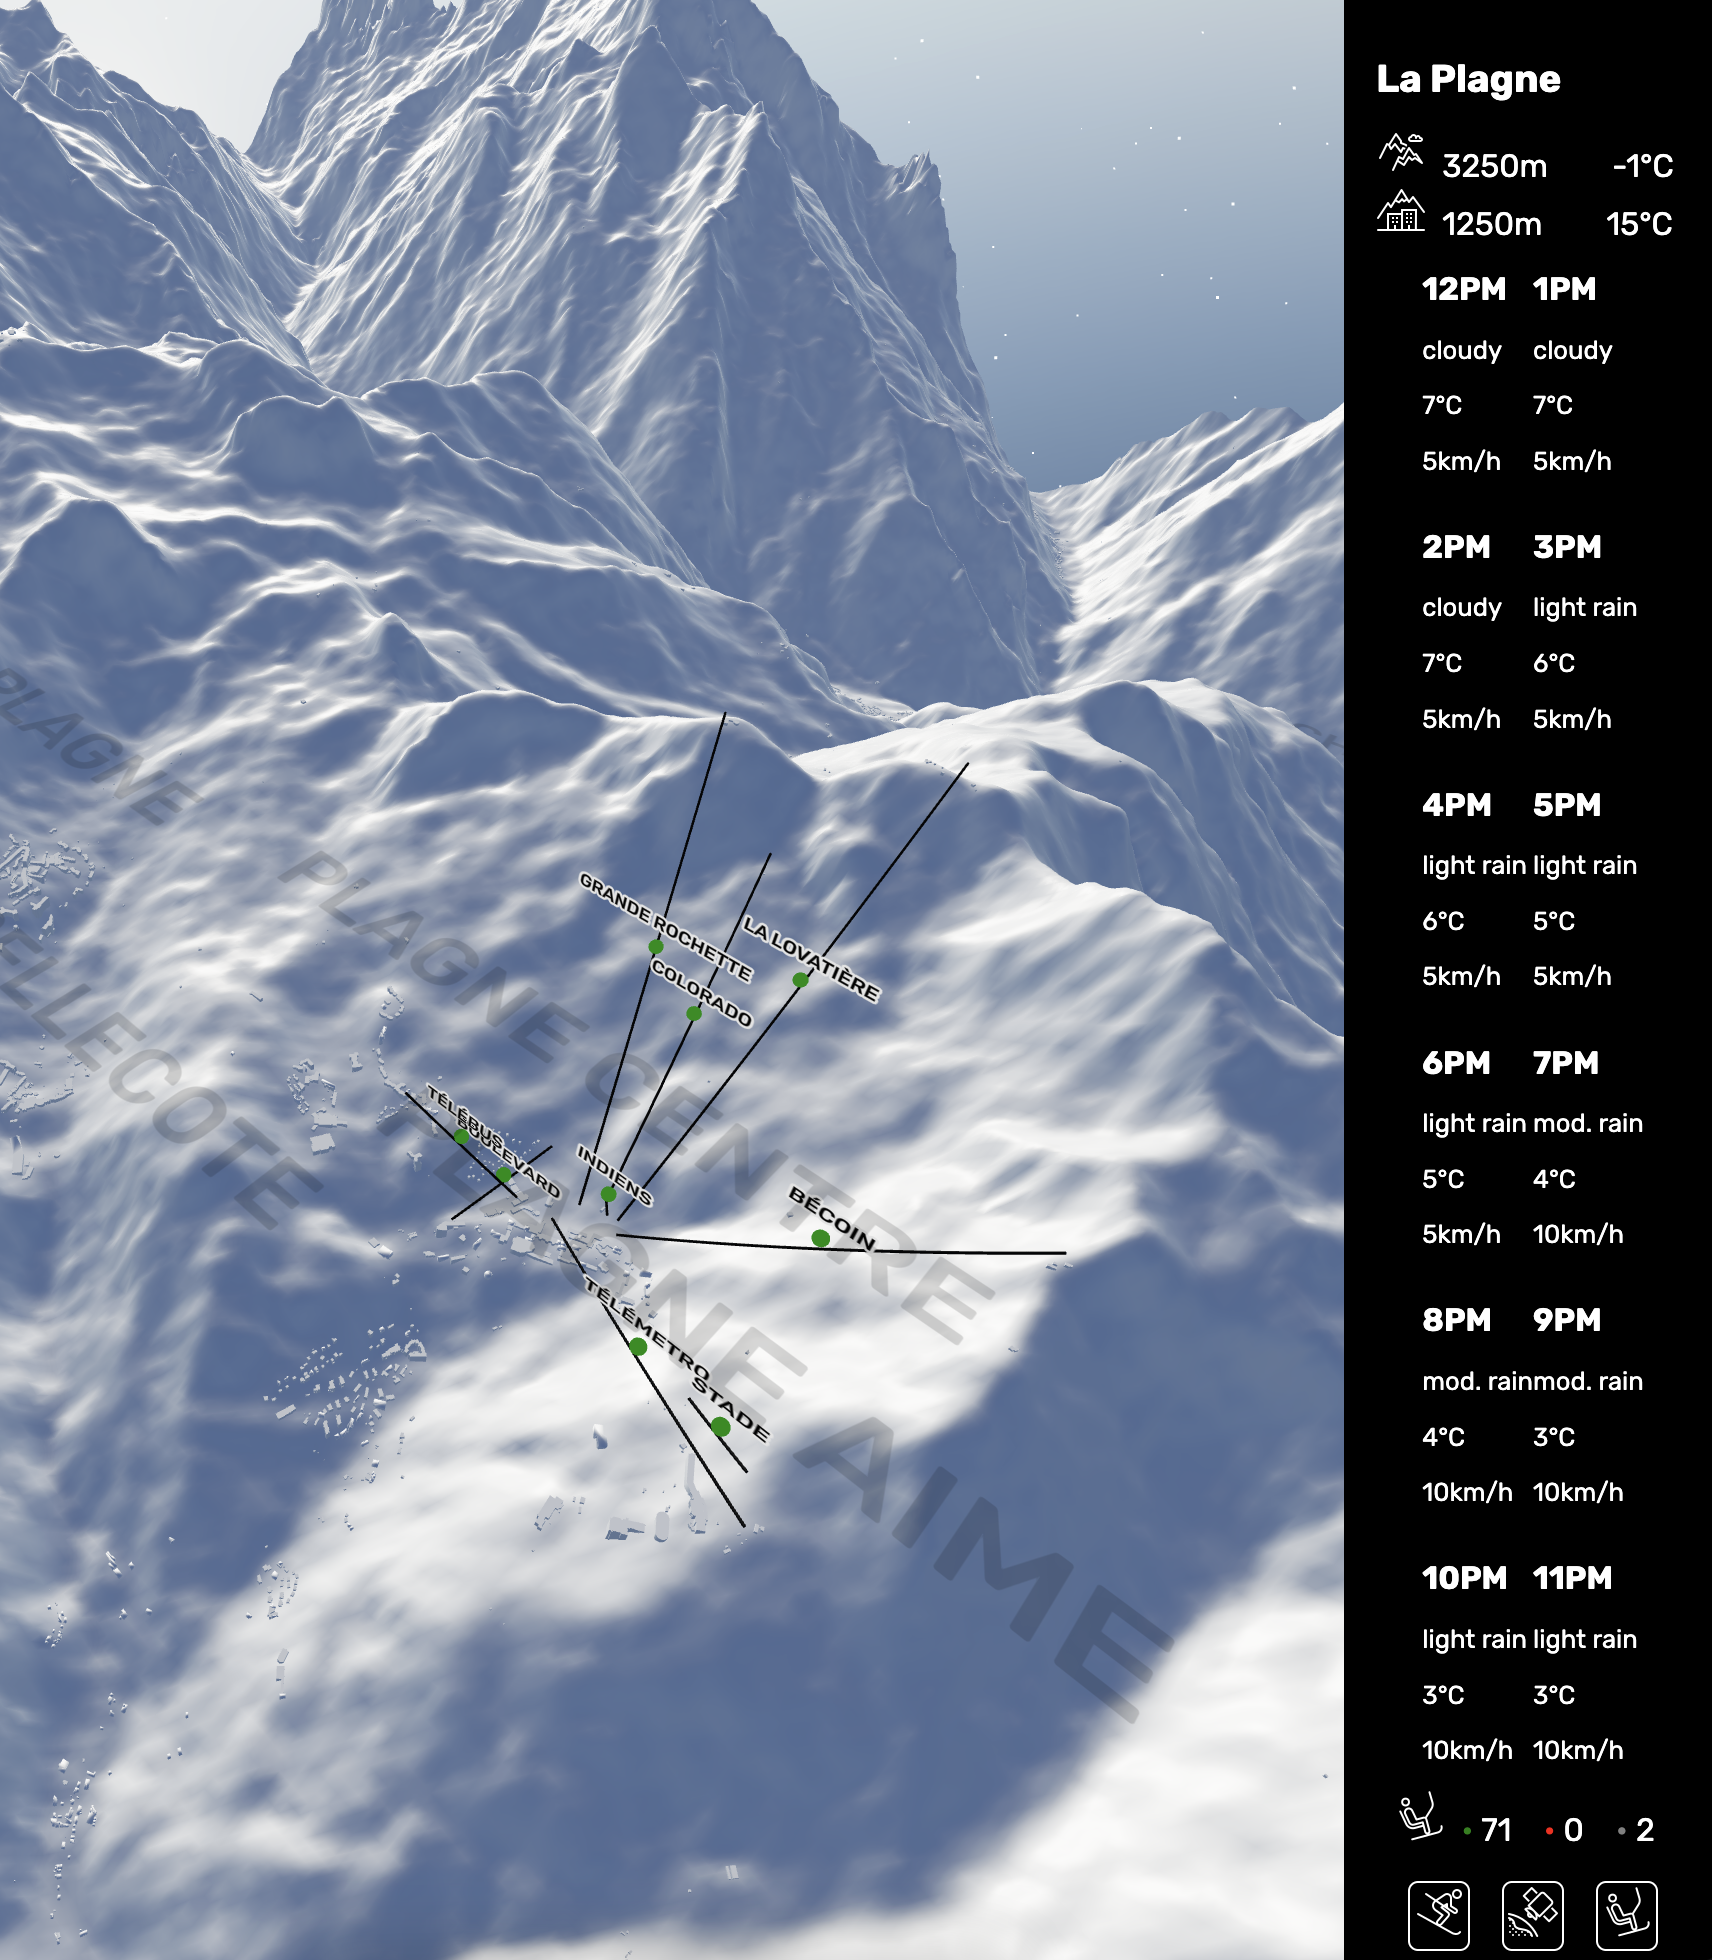 PLAGNE
PLAGNE CENTRE
PLAGNE AIME
GRANDE ROCHETTE
COLORADO
LA LOVATIÈRE
TÉLÉBUS
BOULEVARD
INDIENS
BÉCOIN
TÉLÉMETRO
STADE
La Plagne
3250m -1°C
1250m 15°C
12PM 1PM
cloudy cloudy
7°C 7°C
5km/h 5km/h
2PM 3PM
cloudy light rain
7°C 6°C
5km/h 5km/h
4PM 5PM
light rain light rain
6°C 5°C
5km/h 5km/h
6PM 7PM
light rain mod. rain
5°C 4°C
5km/h 10km/h
8PM 9PM
mod. rain mod. rain
4°C 3°C
10km/h 10km/h
10PM 11PM
light rain light rain
3°C 3°C
10km/h 10km/h
71 0 2